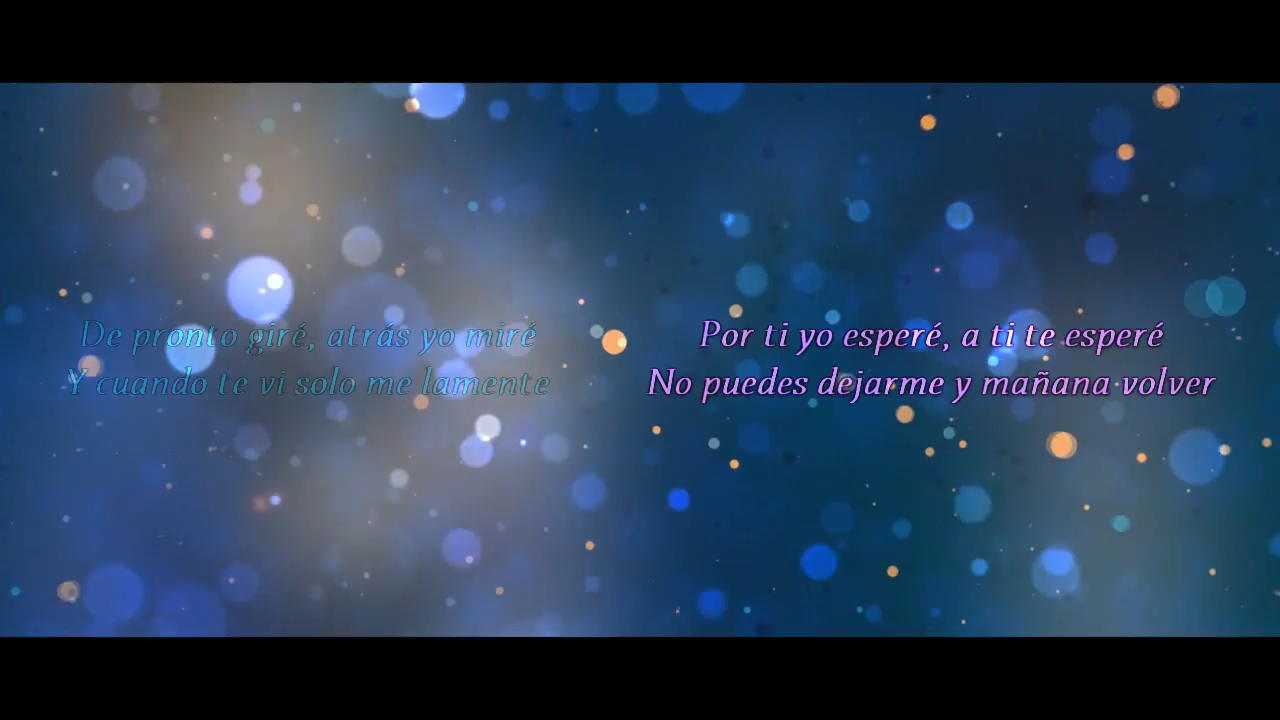 De pronto giré, atrás yo miré
Y cuando te vi solo me lamente
Por ti yo esperé, a ti te esperé
No puedes dejarme y mañana volver